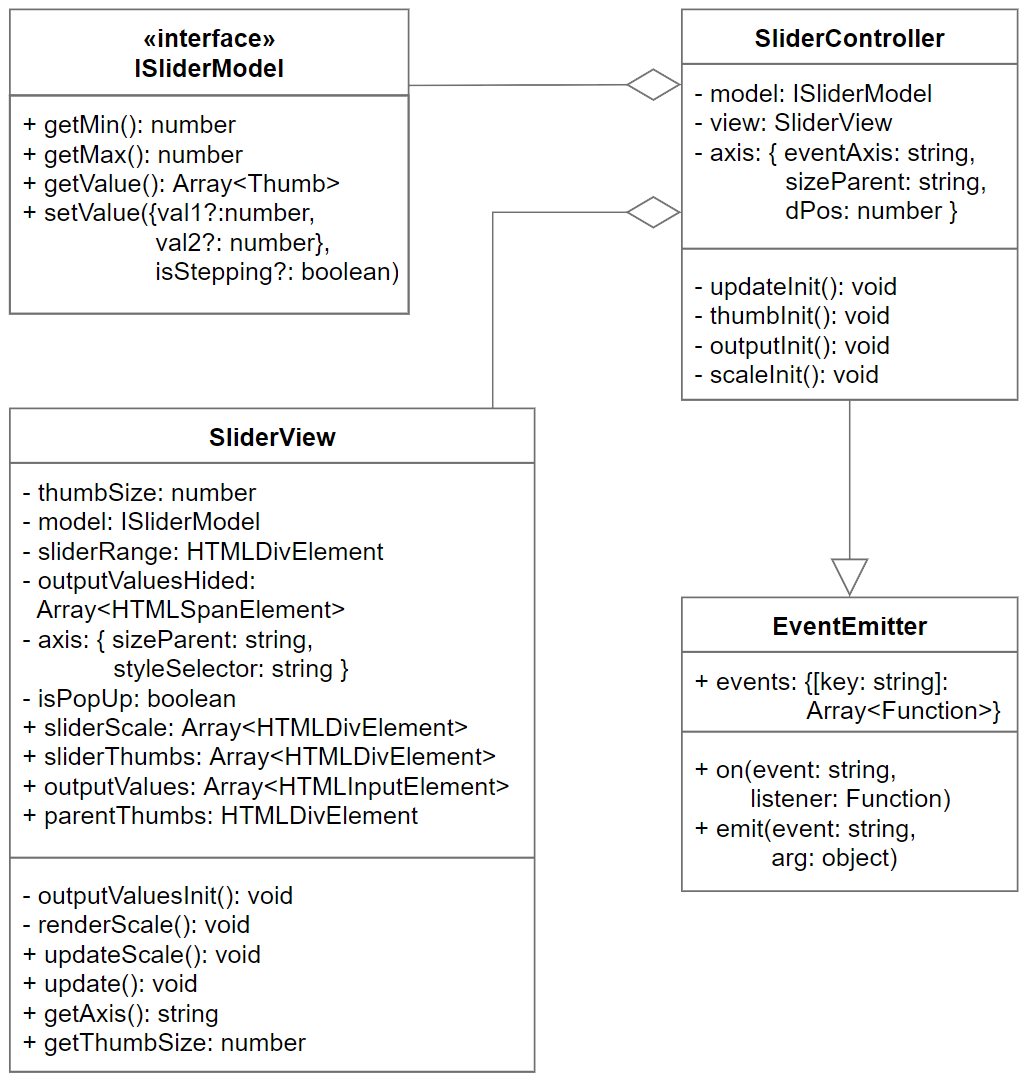 «interface»
ISliderModel
+ getMin(): number
+ getMax(): number
+ getValue(): Array<Thumb>
+ setValue({val1?:number,
val2?: number},
isStepping?: boolean)
SliderController
- model: ISliderModel
- view: SliderView
- axis: { eventAxis: string,
sizeParent: string,
dPos: number }
- updateInit(): void
- thumbInit(): void
- outputInit(): void
- scaleInit(): void
SliderView
- thumbSize: number
- model: ISliderModel
- sliderRange: HTMLDivElement
- outputValuesHided:
Array<HTMLSpanElement>
- axis: { sizeParent: string,
styleSelector: string }
- isPopUp: boolean
+ sliderScale: Array<HTMLDivElement>
+ sliderThumbs: Array<HTMLDivElement>
+ outputValues: Array<HTMLInputElement>
+ parentThumbs: HTMLDivElement
- outputValuesInit(): void
- renderScale(): void
+ updateScale(): void
+ update(): void
+ getAxis(): string
+ getThumbSize: number
EventEmitter
+ events: {[key: string]:
Array<Function>}
+ on(event: string,
listener: Function)
+ emit(event: string,
arg: object)